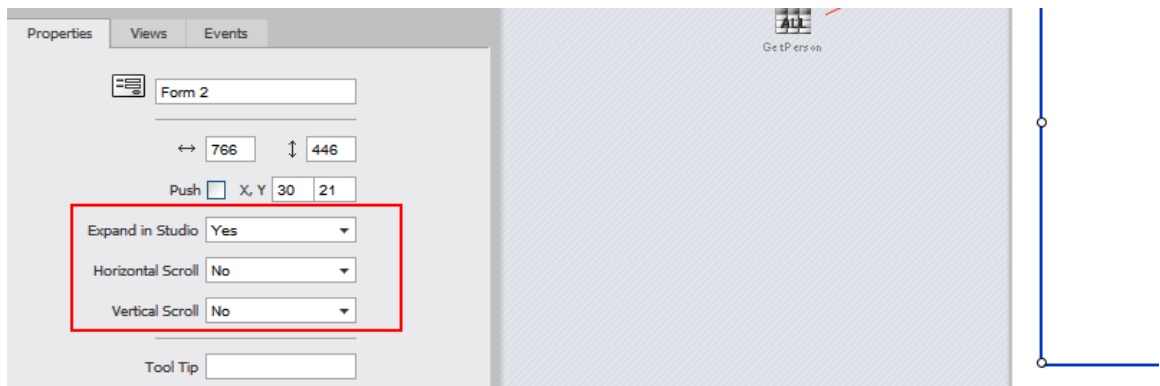 Properties Views Events
ALL
GetPerson
Form 2
766 446
Push X, Y 30 21
Expand in Studio Yes
Horizontal Scroll No
Vertical Scroll No
Tool Tip